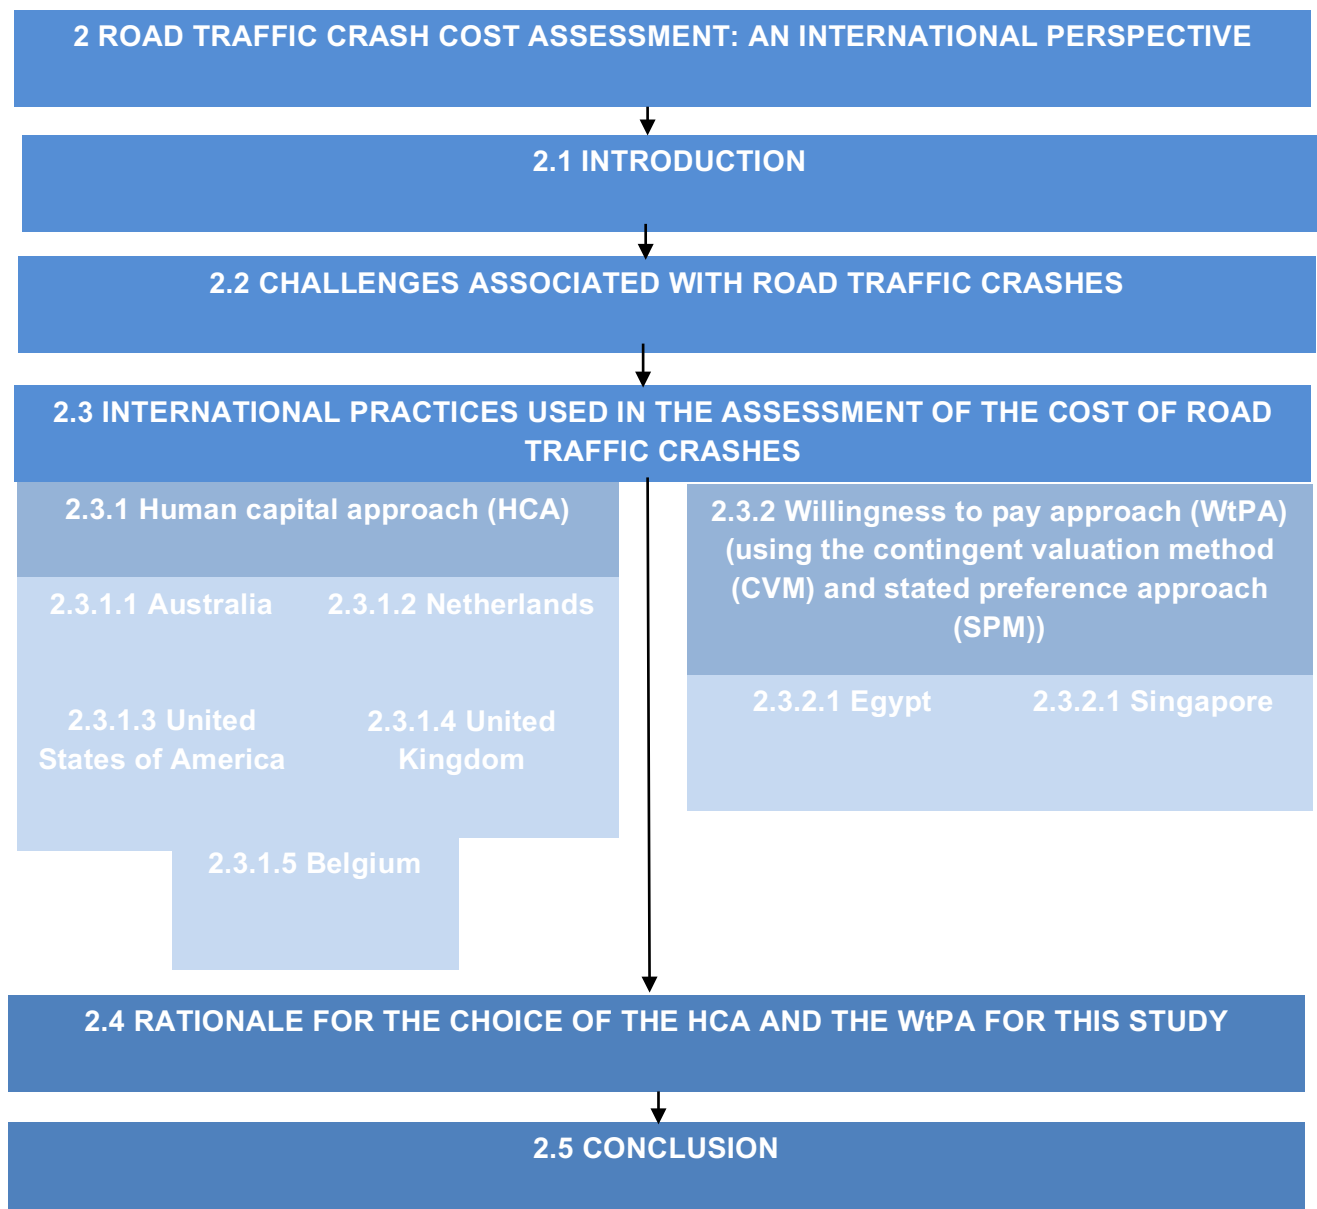 2 ROAD TRAFFIC CRASH COST ASSESSMENT: AN INTERNATIONAL PERSPECTIVE
2.1 INTRODUCTION
2.2 CHALLENGES ASSOCIATED WITH ROAD TRAFFIC CRASHES
2.3 INTERNATIONAL PRACTICES USED IN THE ASSESSMENT OF THE COST OF ROAD
TRAFFIC CRASHES
2.3.1 Human capital approach (HCA)
2.3.1.1 Australia
2.3.1.2 Netherlands
2.3.1.3 United
States of America
2.3.1.4 United
Kingdom
2.3.1.5 Belgium
2.3.2 Willingness to pay approach (WtPA)
(using the contingent valuation method
(CVM) and stated preference approach
(SPM))
2.3.2.1 Egypt
2.3.2.1 Singapore
2.4 RATIONALE FOR THE CHOICE OF THE HCA AND THE WtPA FOR THIS STUDY
2.5 CONCLUSION